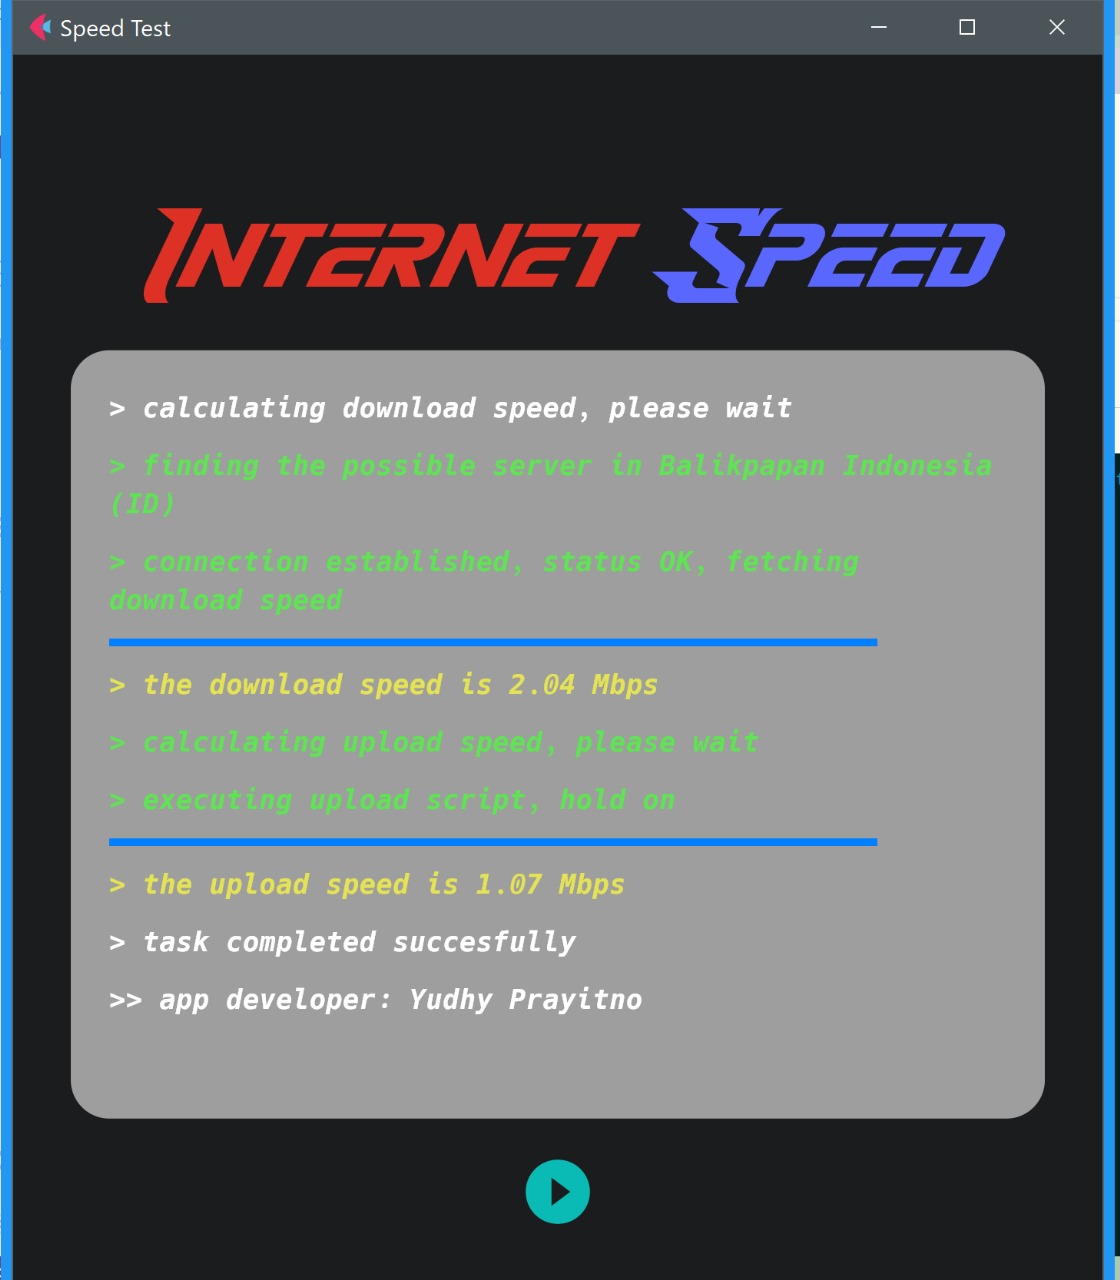 Speed Test
Internet Speed
> calculating download speed, please wait
> finding the possible server in Balikpapan Indonesia
(ID)
> connection established, status OK, fetching
download speed
> the download speed is 2.04 Mbps
> calculating upload speed, please wait
> executing upload script, hold on
> the upload speed is 1.07 Mbps
> task completed succesfully
>> app developer: Yudhy Prayitno